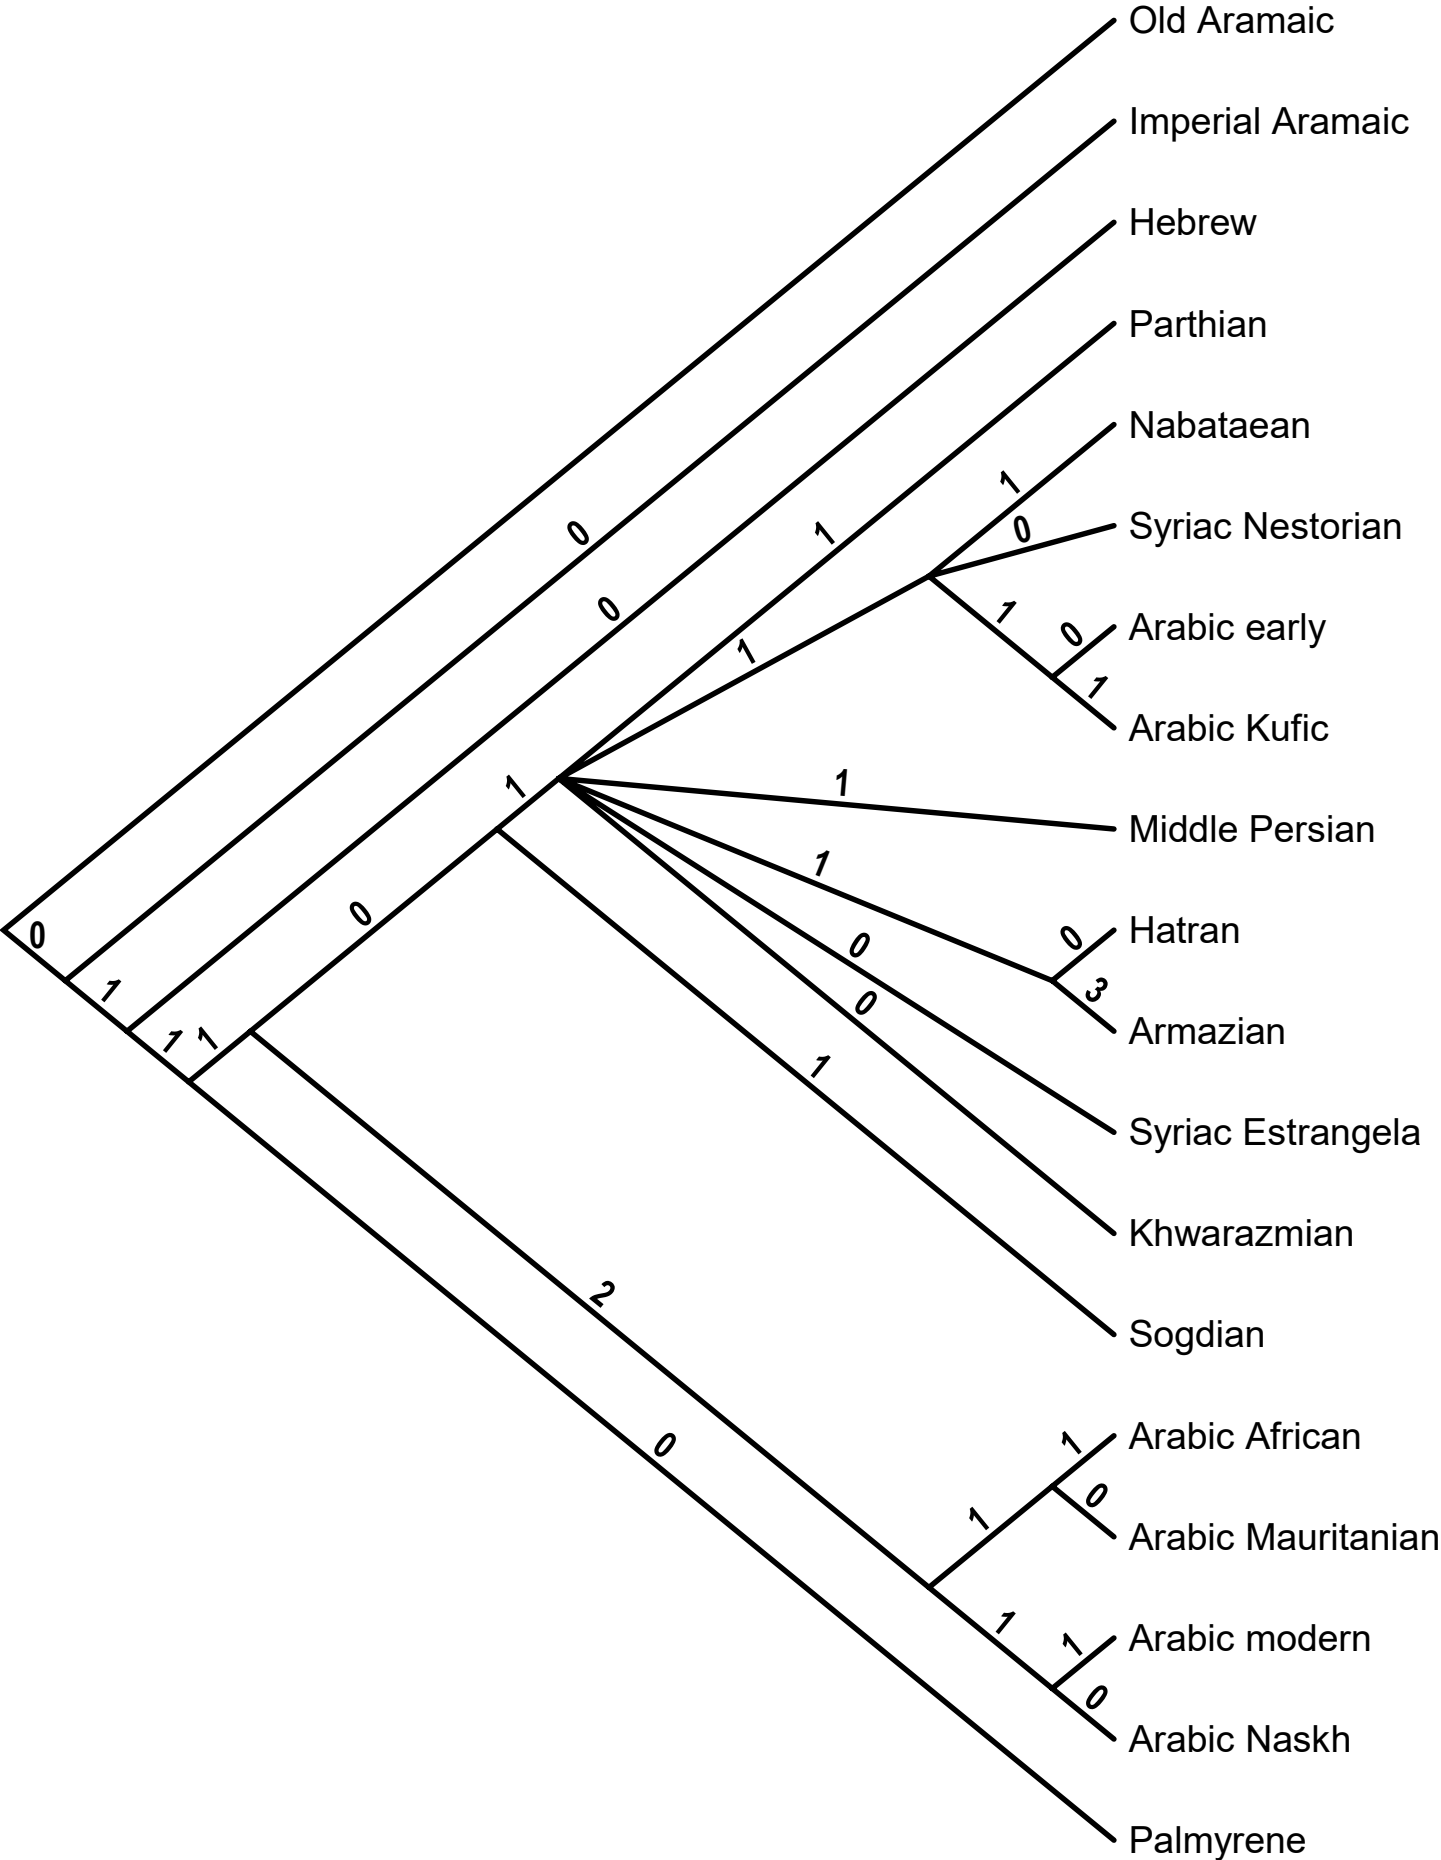 Old Aramaic
Imperial Aramaic
Hebrew
Parthian
Nabataean
1
0
Syriac Nestorian
0
1
1
0
Arabic early
0
1
1
1
Arabic Kufic
1
1
Middle Persian
1
0
0
Hatran
0
0
3
1
0
Armazian
1
1
1
1
Syriac Estrangela
Khwarazmian
2
Sogdian
0
1
Arabic African
0
1
Arabic Mauritanian
1
1
Arabic modern
0
Arabic Naskh
Palmyrene